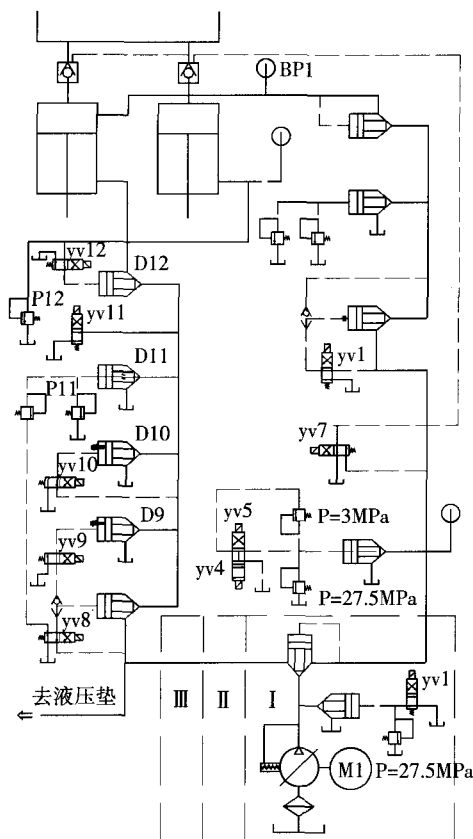 BP1
yv12
D12
P12
yv11
D11
P11
yv1
D10
yv10
yv7
D9
yv5
P=3MPa
yv9
yv4
P=27.5MPa
yv8
去液压垫
Ⅲ
Ⅱ
Ⅰ
yv1
M1
P=27.5MPa